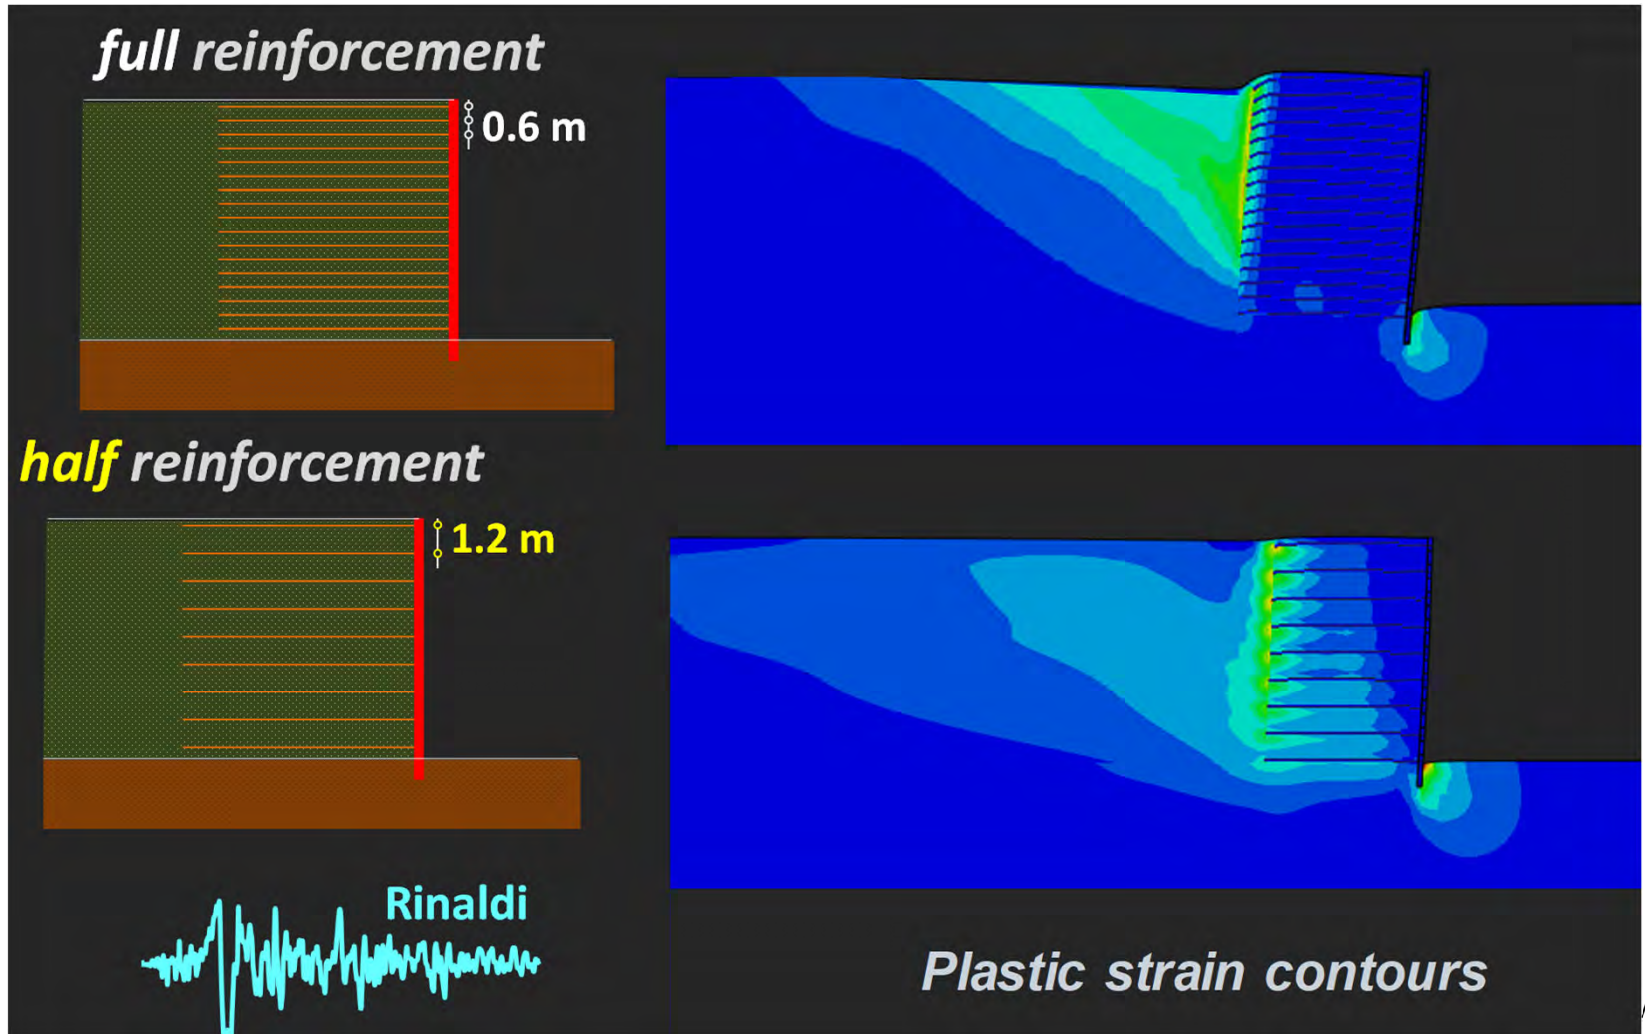 full reinforcement
0.6 m
half reinforcement
1.2 m
Rinaldi
Plastic strain contours